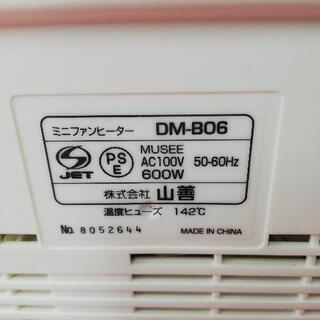 ミニファンヒーター DM-B06
S JET
PS E
MUSEE
AC100V 50-60Hz
600W
株式会社 山善
温度ヒューズ 142℃
No. 8052644 MADE IN CHINA